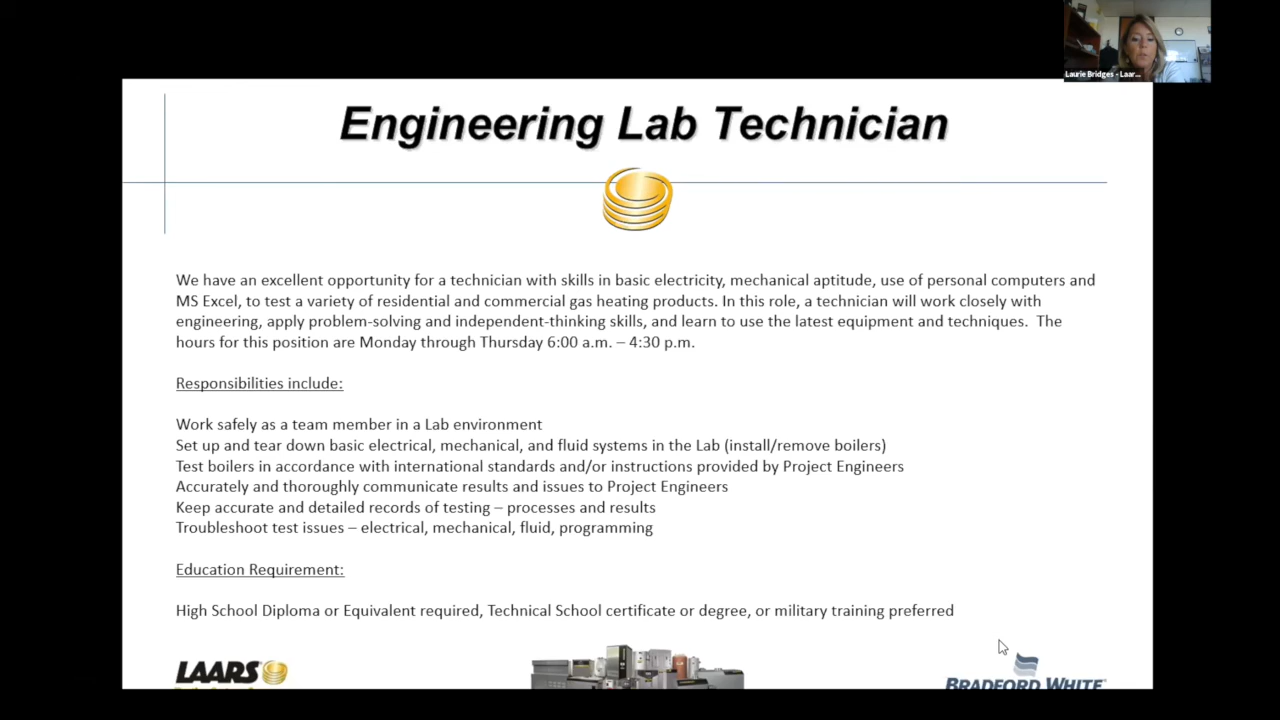 Laurie Bridges - Laar...
Engineering Lab Technician
We have an excellent opportunity for a technician with skills in basic electricity, mechanical aptitude, use of personal computers and
MS Excel, to test a variety of residential and commercial gas heating products. In this role, a technician will work closely with
engineering, apply problem-solving and independent-thinking skills, and learn to use the latest equipment and techniques.  The
hours for this position are Monday through Thursday 6:00 a.m. – 4:30 p.m.
Responsibilities include:
Work safely as a team member in a Lab environment
Set up and tear down basic electrical, mechanical, and fluid systems in the Lab (install/remove boilers)
Test boilers in accordance with international standards and/or instructions provided by Project Engineers
Accurately and thoroughly communicate results and issues to Project Engineers
Keep accurate and detailed records of testing – processes and results
Troubleshoot test issues – electrical, mechanical, fluid, programming
Education Requirement:
High School Diploma or Equivalent required, Technical School certificate or degree, or military training preferred
LAARS
BRADFORD WHITE